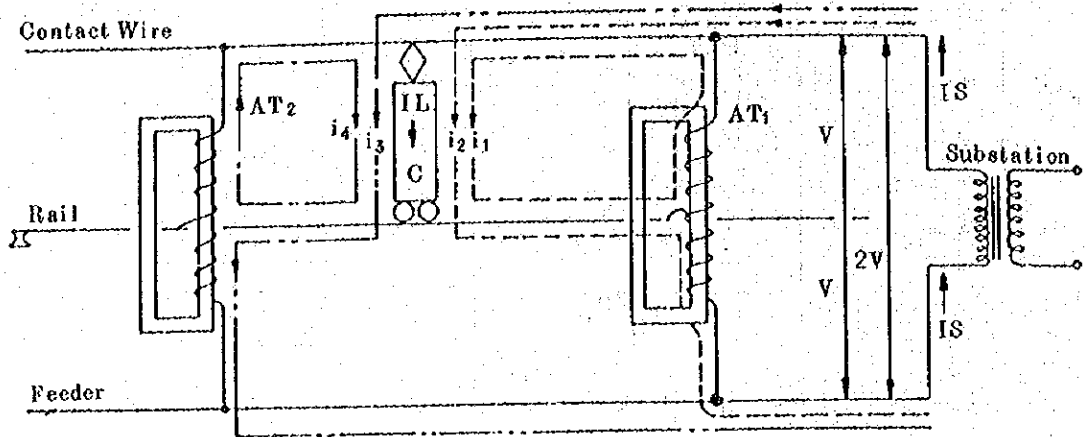 Contact Wire
AT₂
i₄
i₃
IL
C
i₂
i₁
AT₁
V
IS
Substation
Rail
2V
V
IS
Feeder